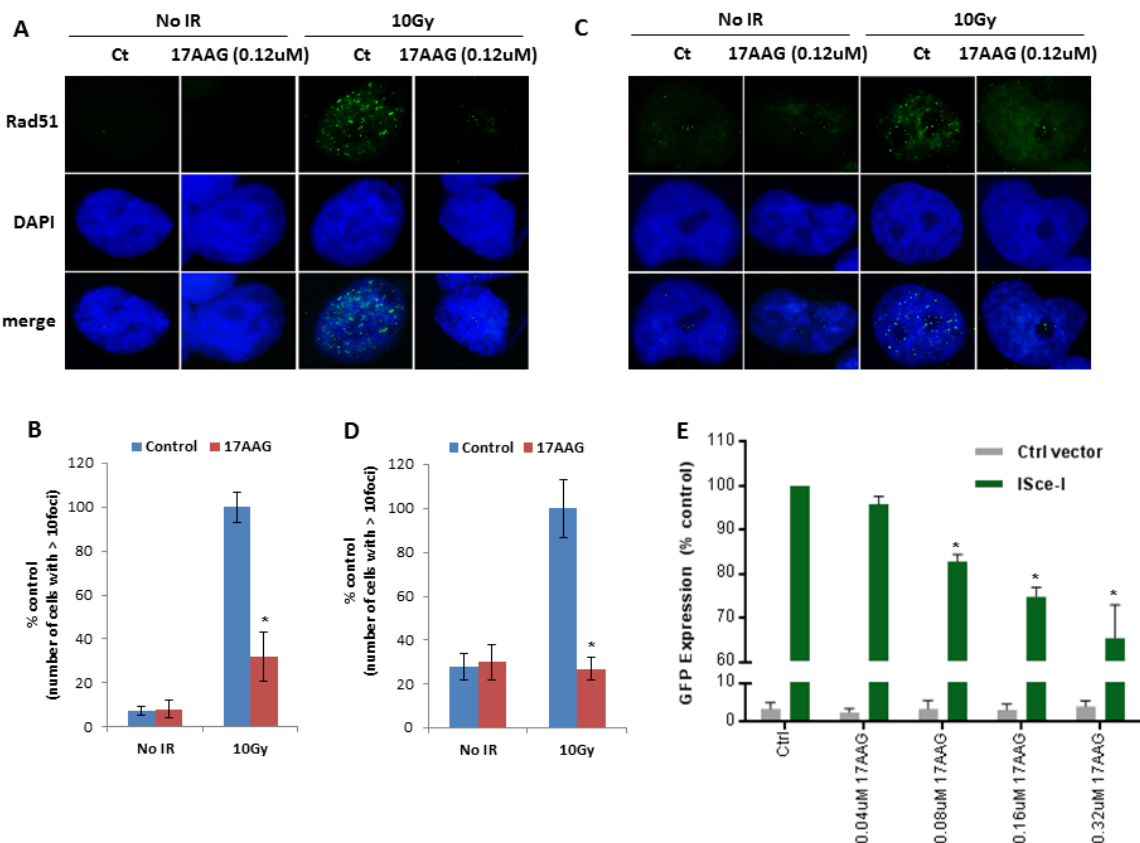 A
No IR
10Gy
Ct
17AAG (0.12uM)
Ct
17AAG (0.12uM)
Rad51
DAPI
merge
C
No IR
10Gy
Ct
17AAG (0.12uM)
Ct
17AAG (0.12uM)
B
Control
17AAG
% control
(number of cells with > 10foci)
120
100
80
60
40
20
0
*
No IR
10Gy
D
Control
17AAG
% control
(number of cells with > 10foci)
120
100
80
60
40
20
0
*
No IR
10Gy
E
Ctrl vector
ISce-I
GFP Expression (% control)
110
100
90
80
70
60
10
0
*
*
*
Ctrl
0.04uM 17AAG
0.08uM 17AAG
0.16uM 17AAG
0.32uM 17AAG